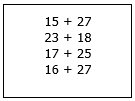 15 + 27
23 + 18
17 + 25
16 + 27